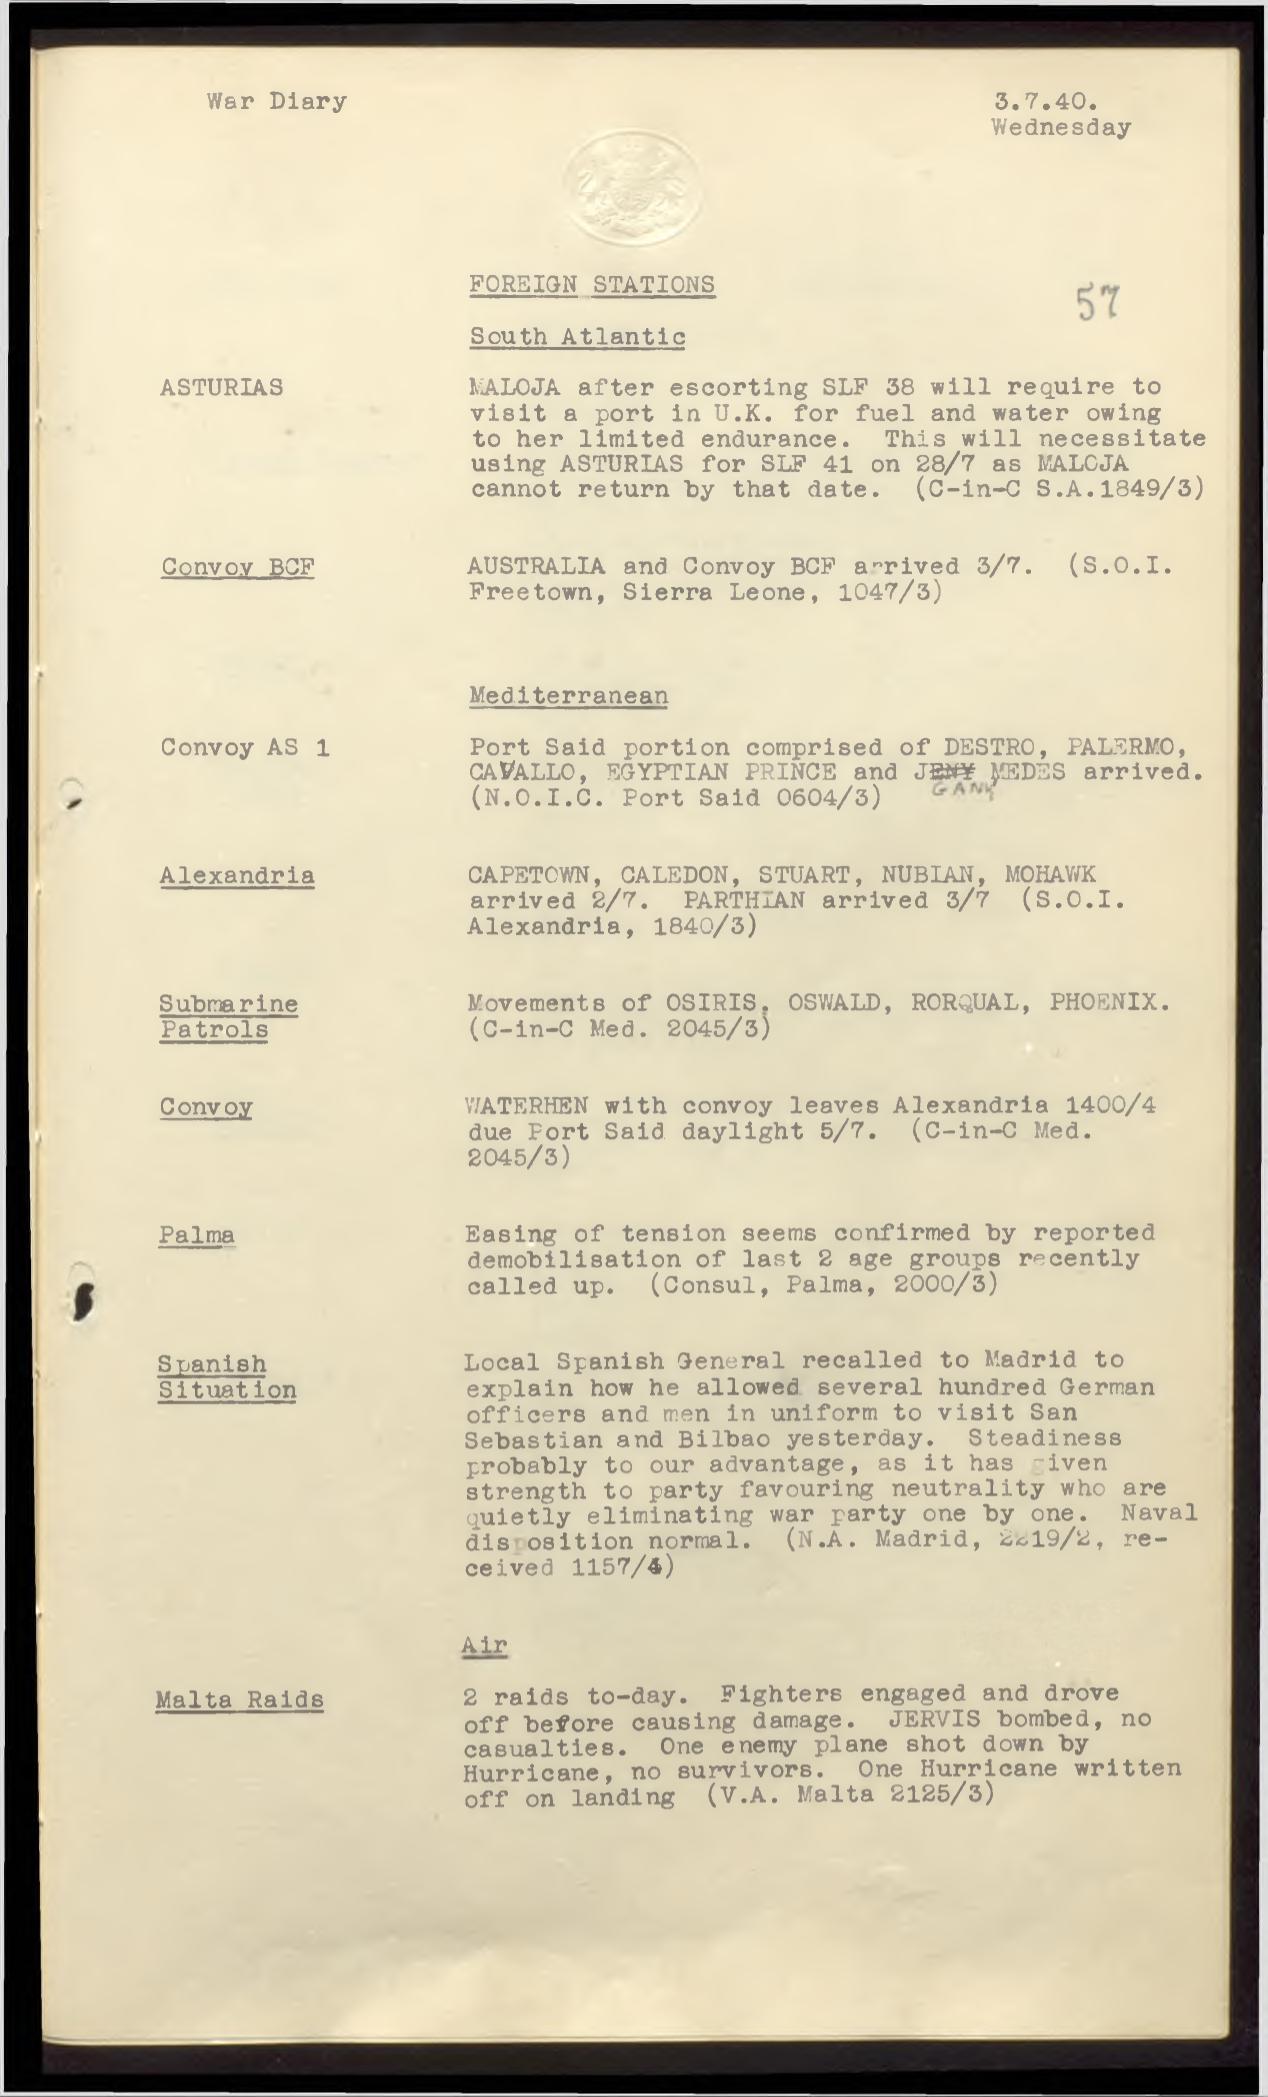 War Diary
3.7.40.
Wednesday
FOREIGN STATIONS
57
South Atlantic
ASTURIAS
MALOJA after escorting SLF 38 will require to
visit a port in U.K. for fuel and water owing
to her limited endurance. This will necessitate
using ASTURIAS for SLF 41 on 28/7 as MALOJA
cannot return by that date. (C-in-C S.A.1849/3)
Convoy BCF
AUSTRALIA and Convoy BCF arrived 3/7. (S.O.I.
Freetown, Sierra Leone, 1047/3)
Mediterranean
Convoy AS 1
Port Said portion comprised of DESTRO, PALERMO,
CAVALLO, EGYPTIAN PRINCE and JENY MEDES arrived.
GANY
(N.O.I.C. Port Said 0604/3)
Alexandria
CAPETOWN, CALEDON, STUART, NUBIAN, MOHAWK
arrived 2/7. PARTHIAN arrived 3/7 (S.O.I.
Alexandria, 1840/3)
Submarine
Patrols
Movements of OSIRIS, OSWALD, RORQUAL, PHOENIX.
(C-in-C Med. 2045/3)
Convoy
WATERHEN with convoy leaves Alexandria 1400/4
due Port Said daylight 5/7. (C-in-C Med.
2045/3)
Palma
Easing of tension seems confirmed by reported
demobilisation of last 2 age groups recently
called up. (Consul, Palma, 2000/3)
Spanish
Situation
Local Spanish General recalled to Madrid to
explain how he allowed several hundred German
officers and men in uniform to visit San
Sebastian and Bilbao yesterday. Steadiness
probably to our advantage, as it has given
strength to party favouring neutrality who are
quietly eliminating war party one by one. Naval
disposition normal. (N.A. Madrid, 2219/2, re-
ceived 1157/4)
Air
Malta Raids
2 raids to-day. Fighters engaged and drove
off before causing damage. JERVIS bombed, no
casualties. One enemy plane shot down by
Hurricane, no survivors. One Hurricane written
off on landing (V.A. Malta 2125/3)